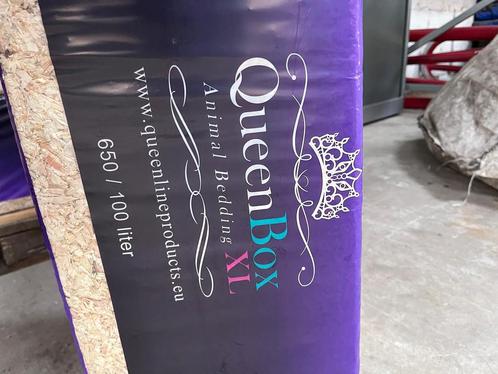 QueenBox
Animal Bedding XL
www.queenlineproducts.eu
650 / 100 liter